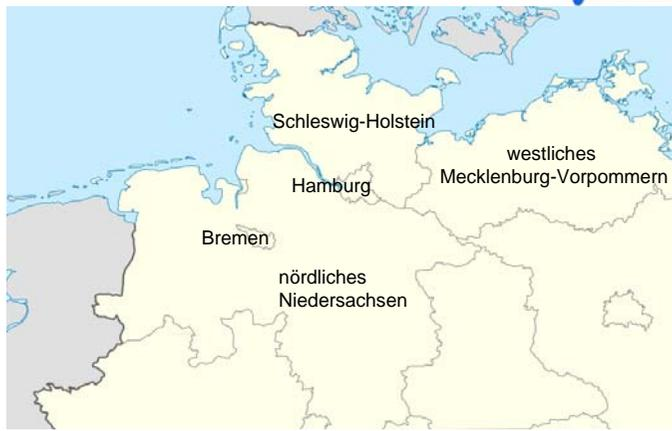 Schleswig-Holstein
westliches
Mecklenburg-Vorpommern
Hamburg
Bremen
nördliches
Niedersachsen